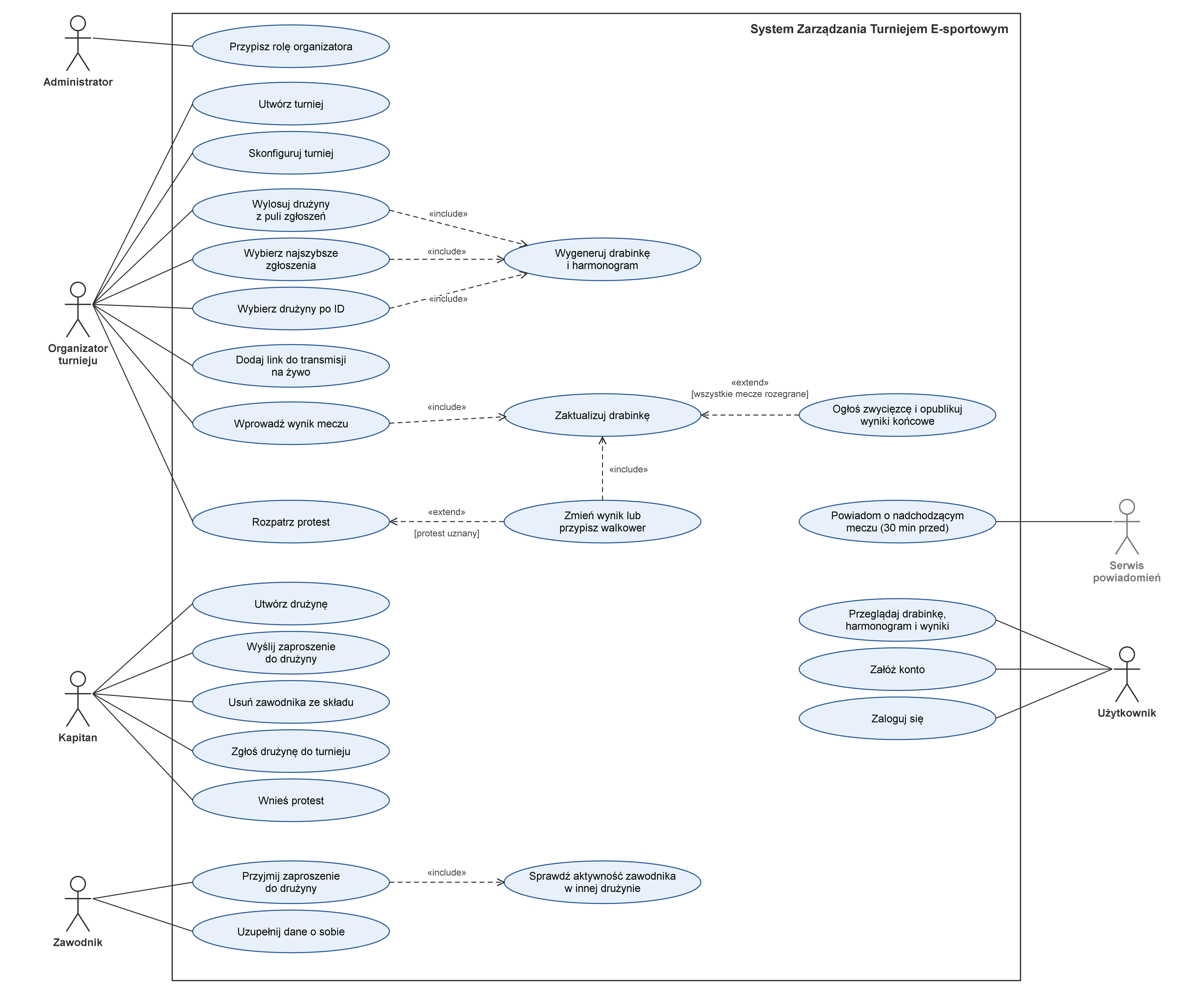 System Zarządzania Turniejem E-sportowym
Administrator
Przypisz rolę organizatora
Utwórz turniej
Skonfiguruj turniej
Wylosuj drużyny
z puli zgłoszeń
«include»
Wybierz najszybsze
zgłoszenia
«include»
Wygeneruj drabinkę
i harmonogram
Wybierz drużyny po ID
«include»
Organizator
turnieju
Dodaj link do transmisji
na żywo
Wprowadź wynik meczu
«include»
Zaktualizuj drabinkę
«extend»
[wszystkie mecze rozegrane]
Ogłoś zwycięzcę i opublikuj
wyniki końcowe
«include»
Rozpatrz protest
«extend»
[protest uznany]
Zmień wynik lub
przypisz walkower
Powiadom o nadchodzącym
meczu (30 min przed)
Serwis
powiadomień
Utwórz drużynę
Wyślij zaproszenie
do drużyny
Usuń zawodnika ze składu
Zgłoś drużynę do turnieju
Wnieś protest
Kapitan
Przeglądaj drabinkę,
harmonogram i wyniki
Załóż konto
Zaloguj się
Użytkownik
Przyjmij zaproszenie
do drużyny
«include»
Sprawdź aktywność zawodnika
w innej drużynie
Uzupełnij dane o sobie
Zawodnik